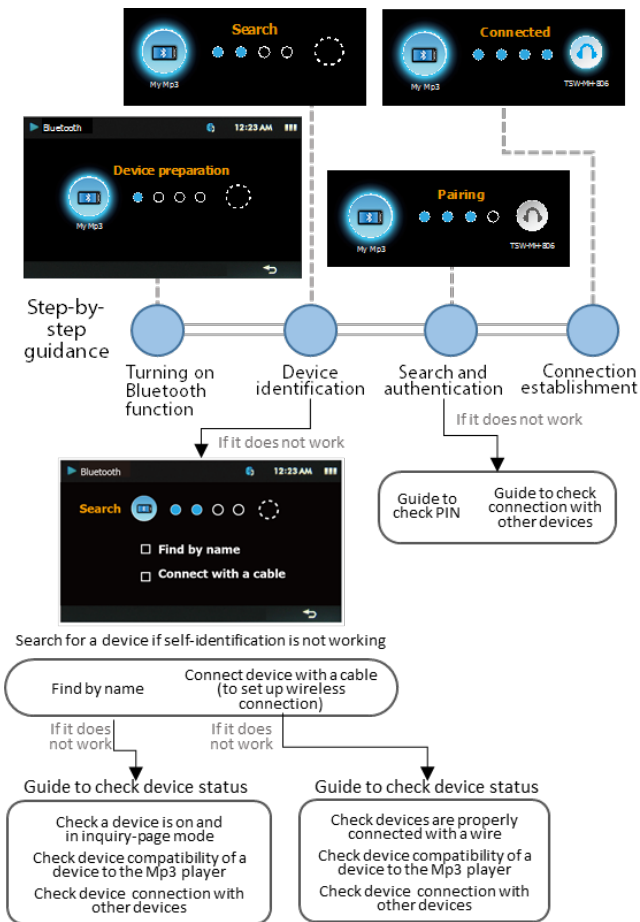 Search
My Mp3
Connected
My Mp3
TSW-MH-806
Bluetooth
12:23 AM
Device preparation
My Mp3
Pairing
My Mp3
TSW-MH-806
Step-by-
step
guidance
Turning on
Bluetooth
function
Device
identification
Search and
authentication
Connection
establishment
If it does not work
If it does not work
Bluetooth
12:23 AM
Search
Find by name
Connect with a cable
Guide to
check PIN
Guide to check
connection with
other devices
Search for a device if self-identification is not working
Find by name
Connect device with a cable
(to set up wireless
connection)
If it does
not work
If it does
not work
Guide to check device status
Check a device is on and
in inquiry-page mode
Check device compatibility of a
device to the Mp3 player
Check device connection with
other devices
Guide to check device status
Check devices are properly
connected with a wire
Check device compatibility of a
device to the Mp3 player
Check device connection with
other devices